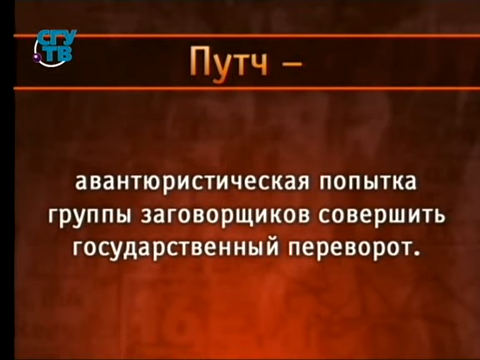 СГУ
ТВ
Путч –
авантюристическая попытка
группы заговорщиков совершить
государственный переворот.